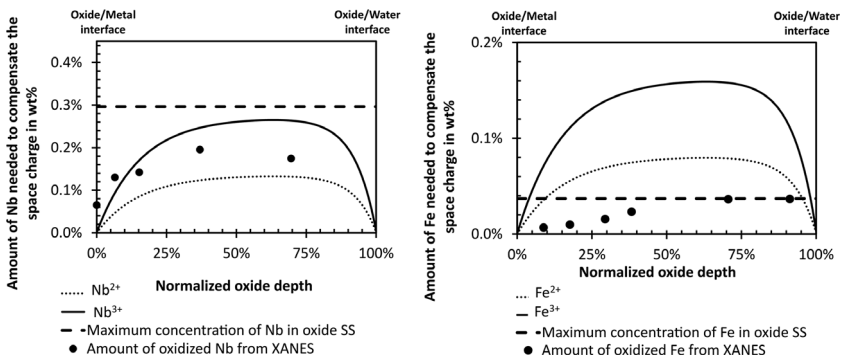 Oxide/Metal
interface
Oxide/Water
interface
Amount of Nb needed to compensate the
space charge in wt%
0.4%
0.3%
0.2%
0.1%
0.0%
0%
25%
50%
75%
100%
Normalized oxide depth
Nb2+
Nb3+
Maximum concentration of Nb in oxide SS
Amount of oxidized Nb from XANES
Oxide/Metal
interface
Oxide/Water
interface
Amount of Fe needed to compensate the
space charge in wt%
0.2%
0.1%
0.0%
0%
25%
50%
75%
100%
Normalized oxide depth
Fe2+
Fe3+
Maximum concentration of Fe in oxide SS
Amount of oxidized Fe from XANES